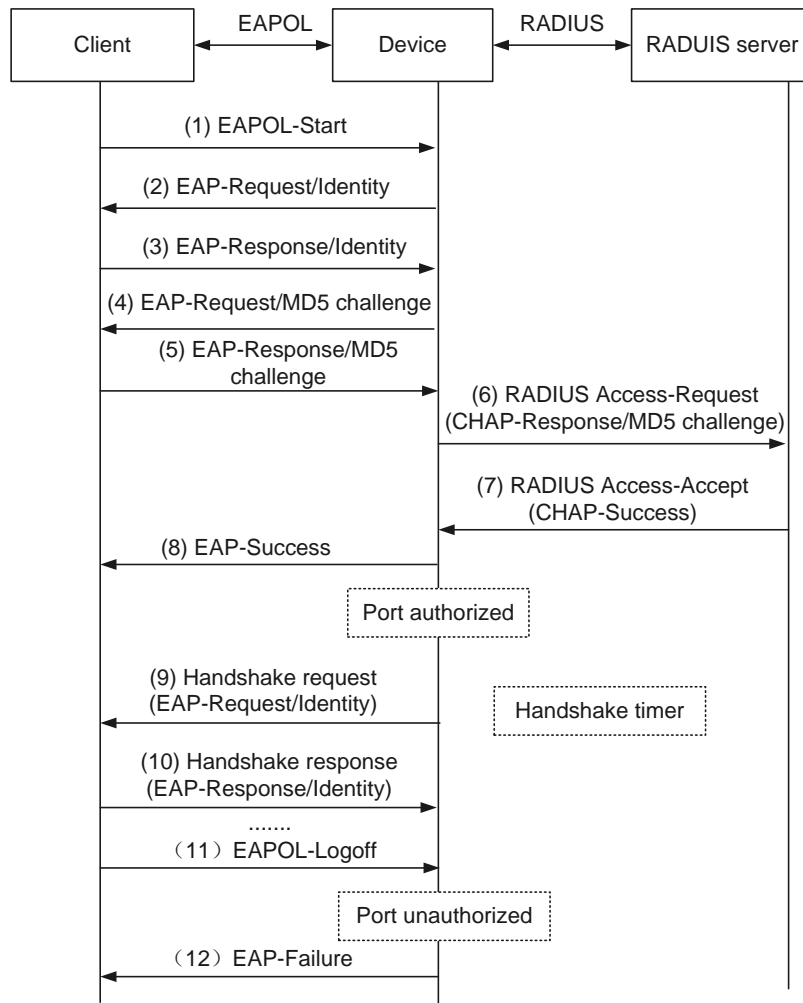 EAPOL
RADIUS
Client
Device
RADUIS server
(1) EAPOL-Start
(2) EAP-Request/Identity
(3) EAP-Response/Identity
(4) EAP-Request/MD5 challenge
(5) EAP-Response/MD5
challenge
(6) RADIUS Access-Request
(CHAP-Response/MD5 challenge)
(7) RADIUS Access-Accept
(CHAP-Success)
(8) EAP-Success
Port authorized
(9) Handshake request
(EAP-Request/Identity)
Handshake timer
(10) Handshake response
(EAP-Response/Identity)
.......
（11）EAPOL-Logoff
Port unauthorized
（12）EAP-Failure